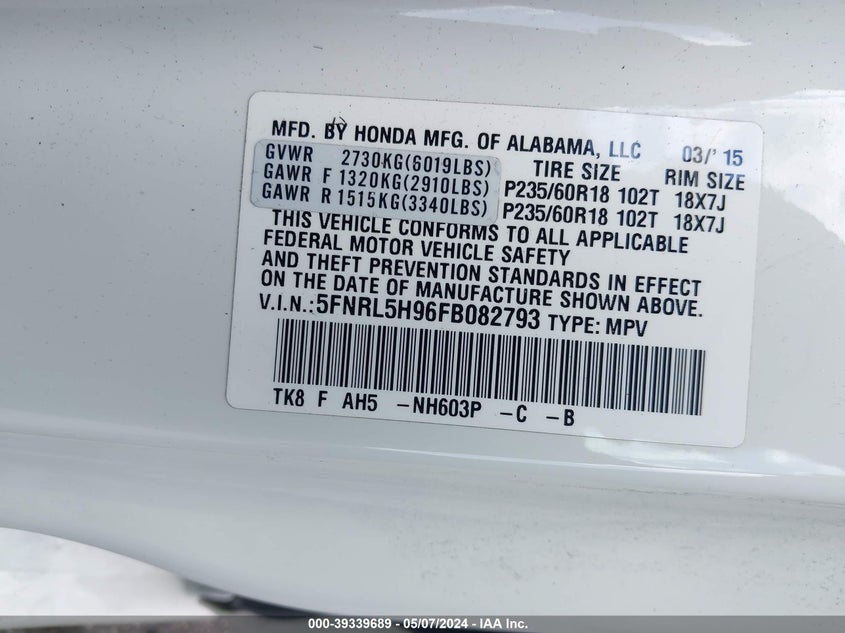 MFD. BY HONDA MFG. OF ALABAMA, LLC 03/' 15
GVWR 2730KG(6019LBS) TIRE SIZE RIM SIZE
GAWR F 1320KG(2910LBS) P235/60R18 102T 18X7J
GAWR R 1515KG(3340LBS) P235/60R18 102T 18X7J
THIS VEHICLE CONFORMS TO ALL APPLICABLE
FEDERAL MOTOR VEHICLE SAFETY
AND THEFT PREVENTION STANDARDS IN EFFECT
ON THE DATE OF MANUFACTURE SHOWN ABOVE.
V.I.N.:5FNRL5H96FB082793 TYPE: MPV
TK8 F AH5 -NH603P -C -B
000-39339689 - 05/07/2024 - IAA Inc.